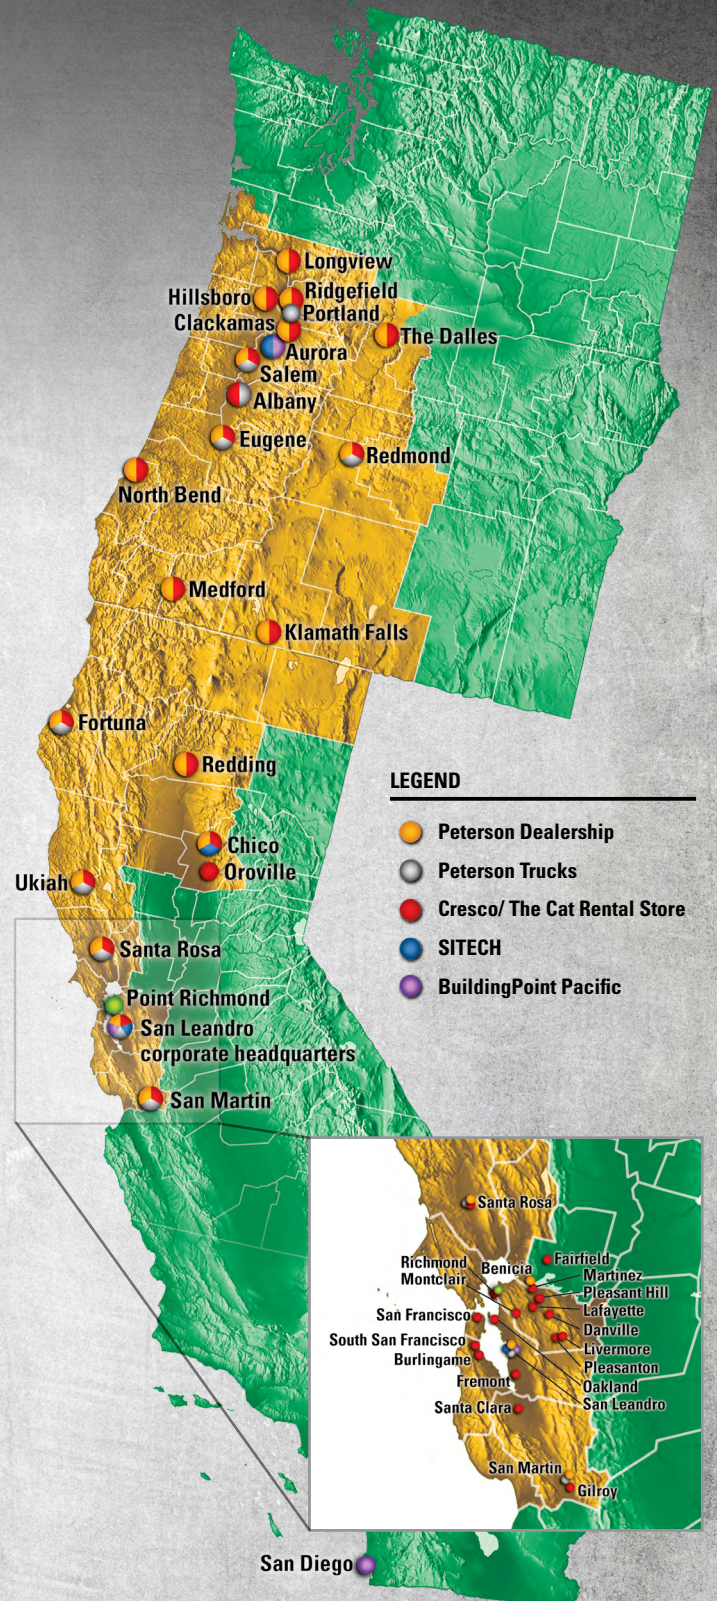 Longview
Hillsboro
Ridgefield
Portland
Clackamas
The Dalles
Aurora
Salem
Albany
Eugene
Redmond
North Bend
Medford
Klamath Falls
Fortuna
Redding
LEGEND
Peterson Dealership
Peterson Trucks
Cresco/ The Cat Rental Store
SITECH
BuildingPoint Pacific
Chico
Oroville
Ukiah
Santa Rosa
Point Richmond
San Leandro
corporate headquarters
San Martin
Santa Rosa
Richmond
Montclair
Benicia
Fairfield
Martinez
Pleasant Hill
Lafayette
San Francisco
Danville
South San Francisco
Livermore
Burlingame
Pleasanton
Fremont
Oakland
San Leandro
Santa Clara
San Martin
Gilroy
San Diego